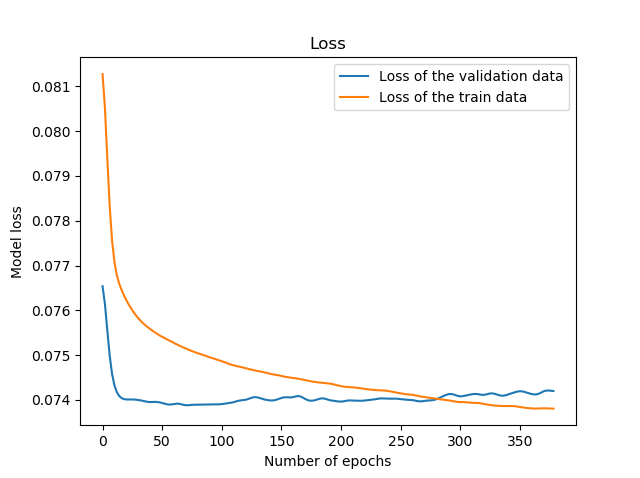 Loss
Loss of the validation data
Loss of the train data
Model loss
0.081
0.080
0.079
0.078
0.077
0.076
0.075
0.074
0 50 100 150 200 250 300 350
Number of epochs